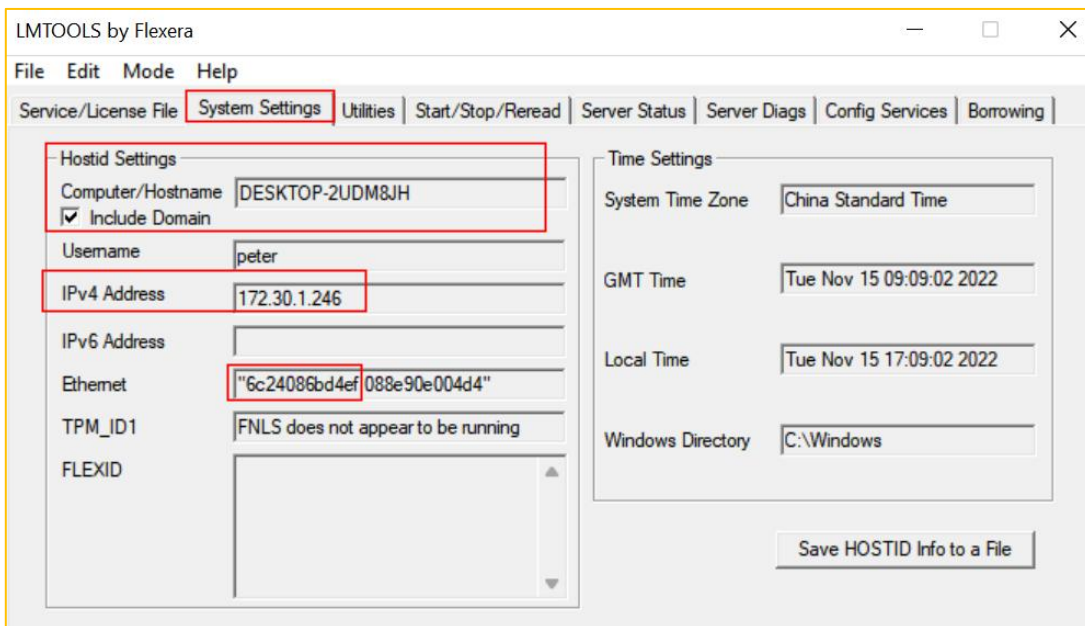 LMTOOLS by Flexera
File Edit Mode Help
Service/License File System Settings Utilities Start/Stop/Reread Server Status Server Diags Config Services Borrowing
Hostid Settings
Computer/Hostname DESKTOP-2UDM8JH
Include Domain
Username peter
IPv4 Address 172.30.1.246
IPv6 Address
Ethernet "6c24086bd4ef 088e90e004d4"
TPM_ID1 FNLS does not appear to be running
FLEXID
Time Settings
System Time Zone China Standard Time
GMT Time Tue Nov 15 09:09:02 2022
Local Time Tue Nov 15 17:09:02 2022
Windows Directory C:\Windows
Save HOSTID Info to a File